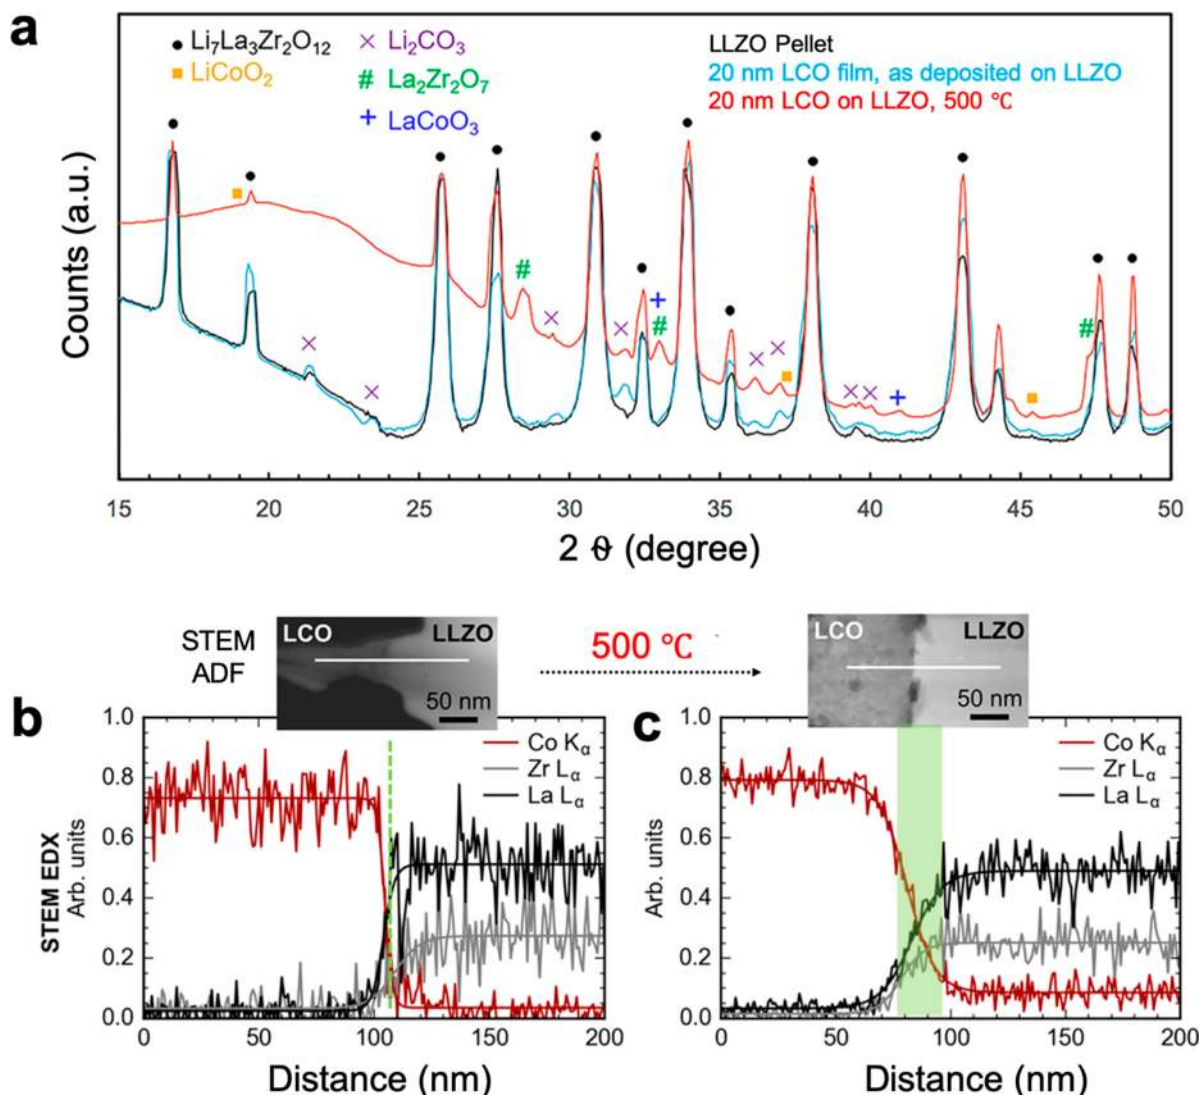 a
● Li₇La₃Zr₂O₁₂
■ LiCoO₂
× Li₂CO₃
# La₂Zr₂O₇
+ LaCoO₃
LLZO Pellet
20 nm LCO film, as deposited on LLZO
20 nm LCO on LLZO, 500 ℃
Counts (a.u.)
15 20 25 30 35 40 45 50
2 ϑ (degree)
STEM
ADF
LCO LLZO
50 nm
500 ℃
LCO LLZO
50 nm
b
STEM EDX
Arb. units
1.0
0.8
0.6
0.4
0.2
0.0
Co Kα
Zr Lα
La Lα
0 50 100 150 200
Distance (nm)
c
Arb. units
1.0
0.8
0.6
0.4
0.2
0.0
Co Kα
Zr Lα
La Lα
0 50 100 150 200
Distance (nm)